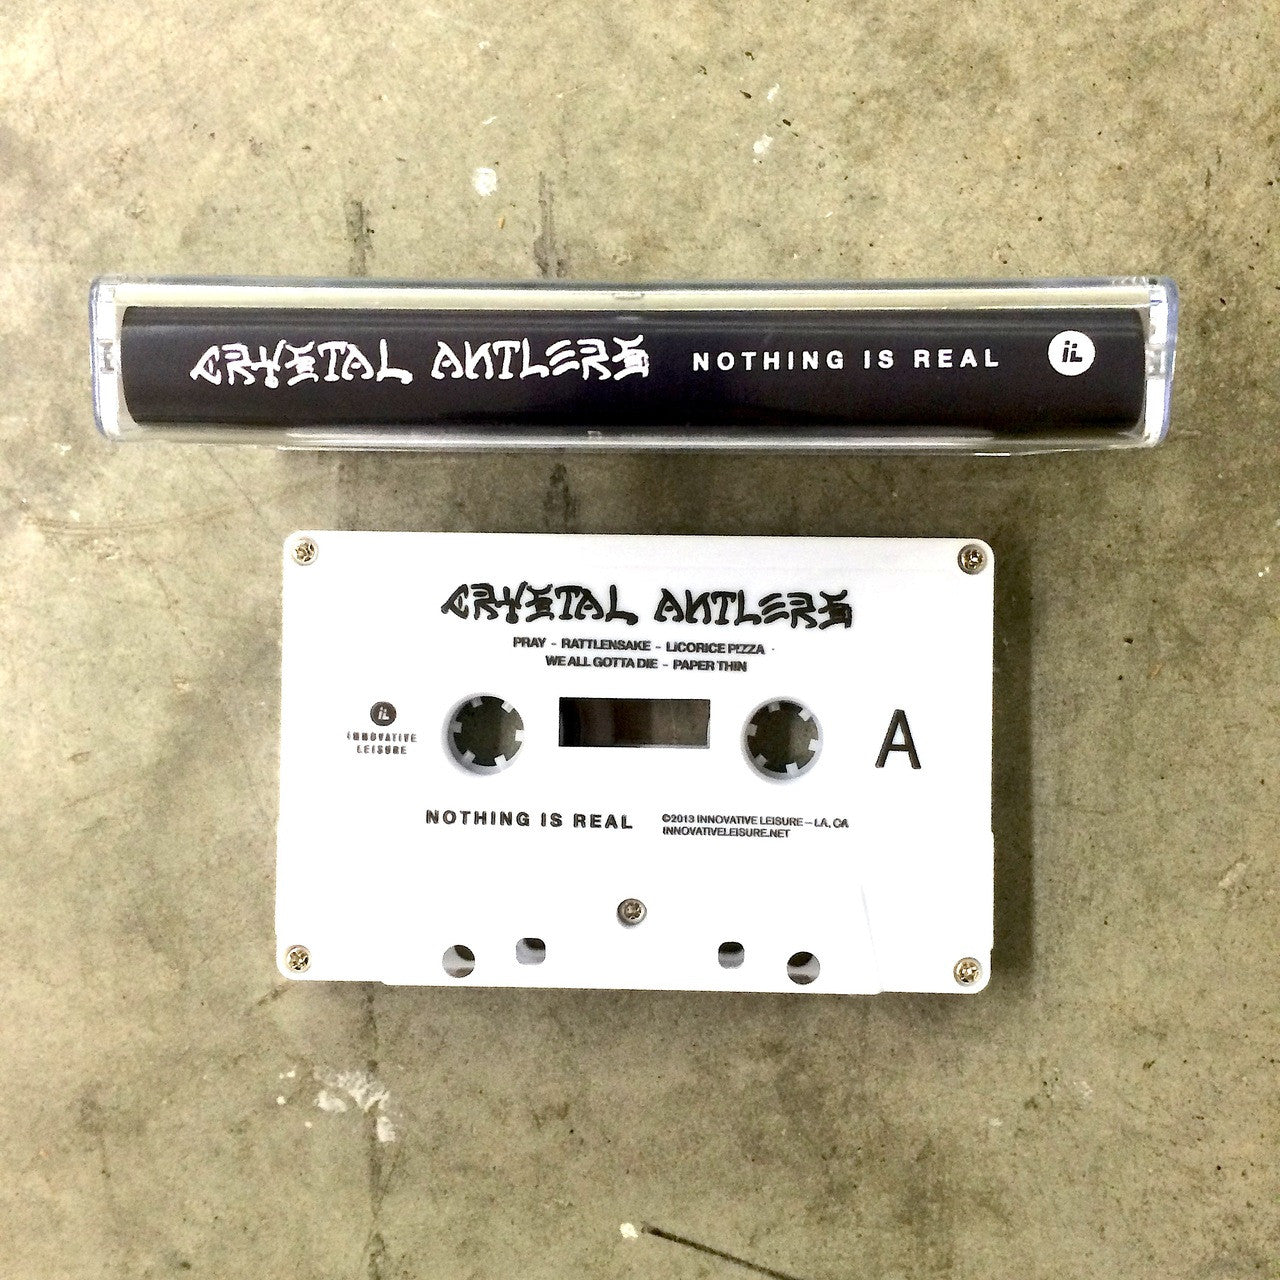 CRYSTAL ANTLERS NOTHING IS REAL iL
CRYSTAL ANTLERS
PRAY - RATTLENSAKE - LICORICE PIZZA -
WE ALL GOTTA DIE - PAPER THIN
iL
INNOVATIVE
LEISURE
A
NOTHING IS REAL
©2013 INNOVATIVE LEISURE – LA, CA
INNOVATIVELEISURE.NET